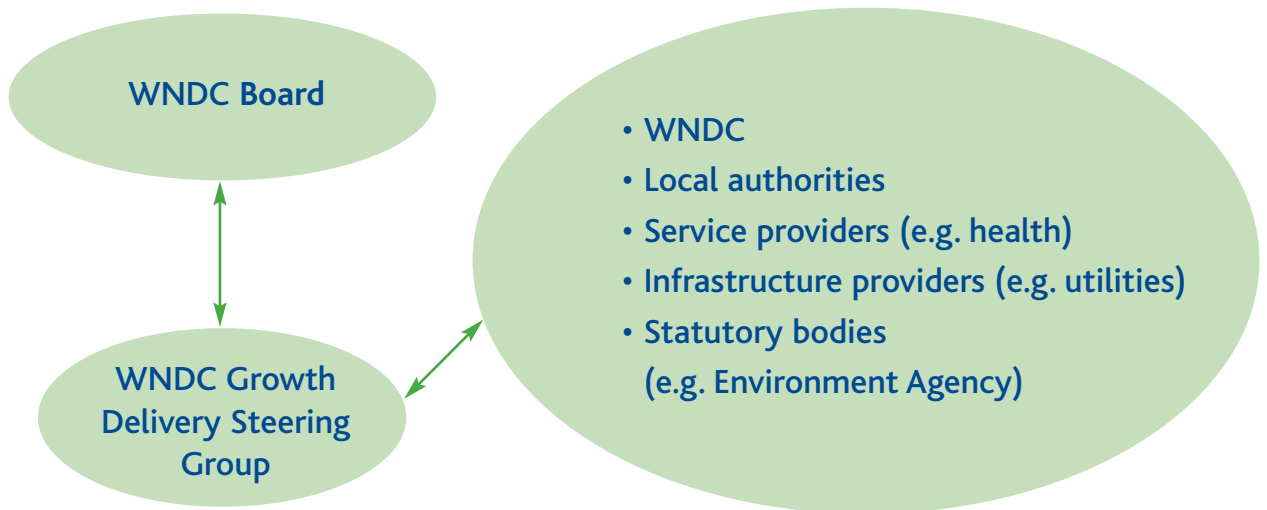 WNDC Board
• WNDC
• Local authorities
• Service providers (e.g. health)
• Infrastructure providers (e.g. utilities)
• Statutory bodies
(e.g. Environment Agency)
WNDC Growth
Delivery Steering
Group